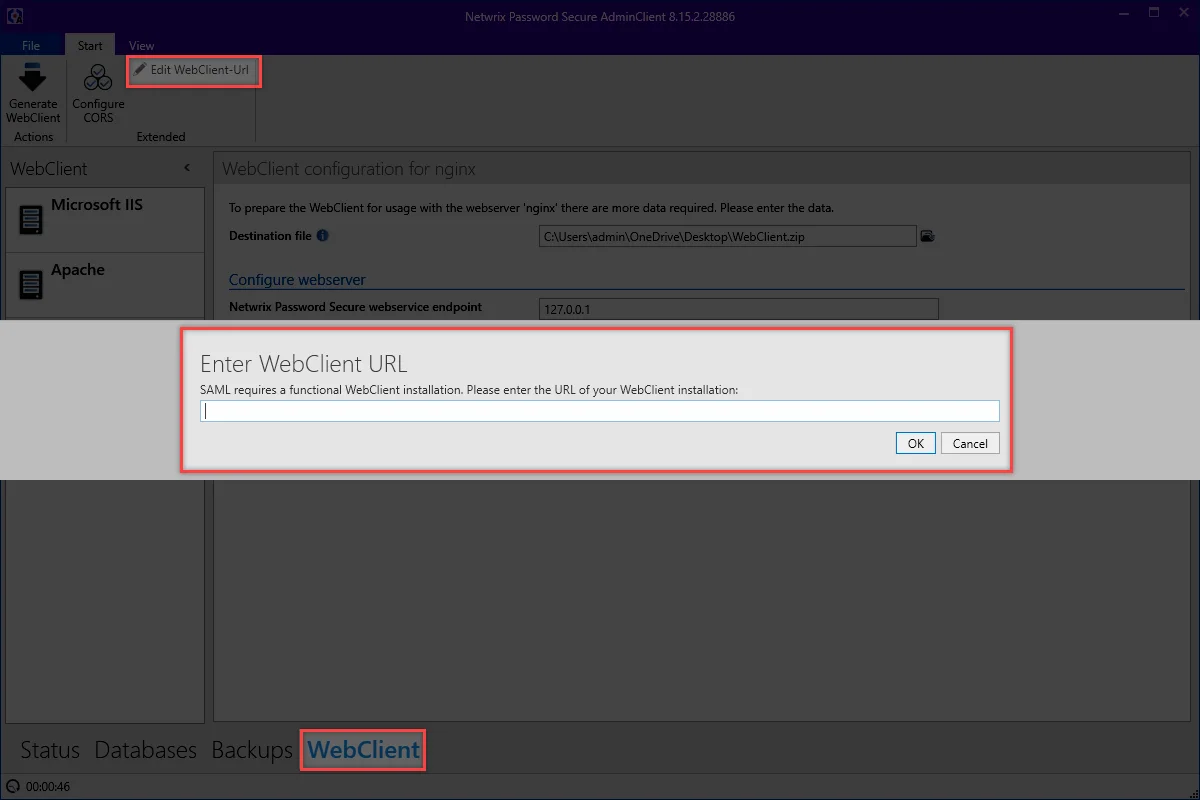 Netwrix Password Secure AdminClient 8.15.2.28886
File Start View
Edit WebClient-Url
Generate
WebClient
Configure
CORS
Actions
Extended
WebClient
Microsoft IIS
Apache
WebClient configuration for nginx
To prepare the WebClient for usage with the webserver 'nginx' there are more data required. Please enter the data.
Destination file C:\Users\admin\OneDrive\Desktop\WebClient.zip
Configure webserver
Netwrix Password Secure webservice endpoint 127.0.0.1
Enter WebClient URL
SAML requires a functional WebClient installation. Please enter the URL of your WebClient installation:
OK Cancel
Status Databases Backups WebClient
00:00:46